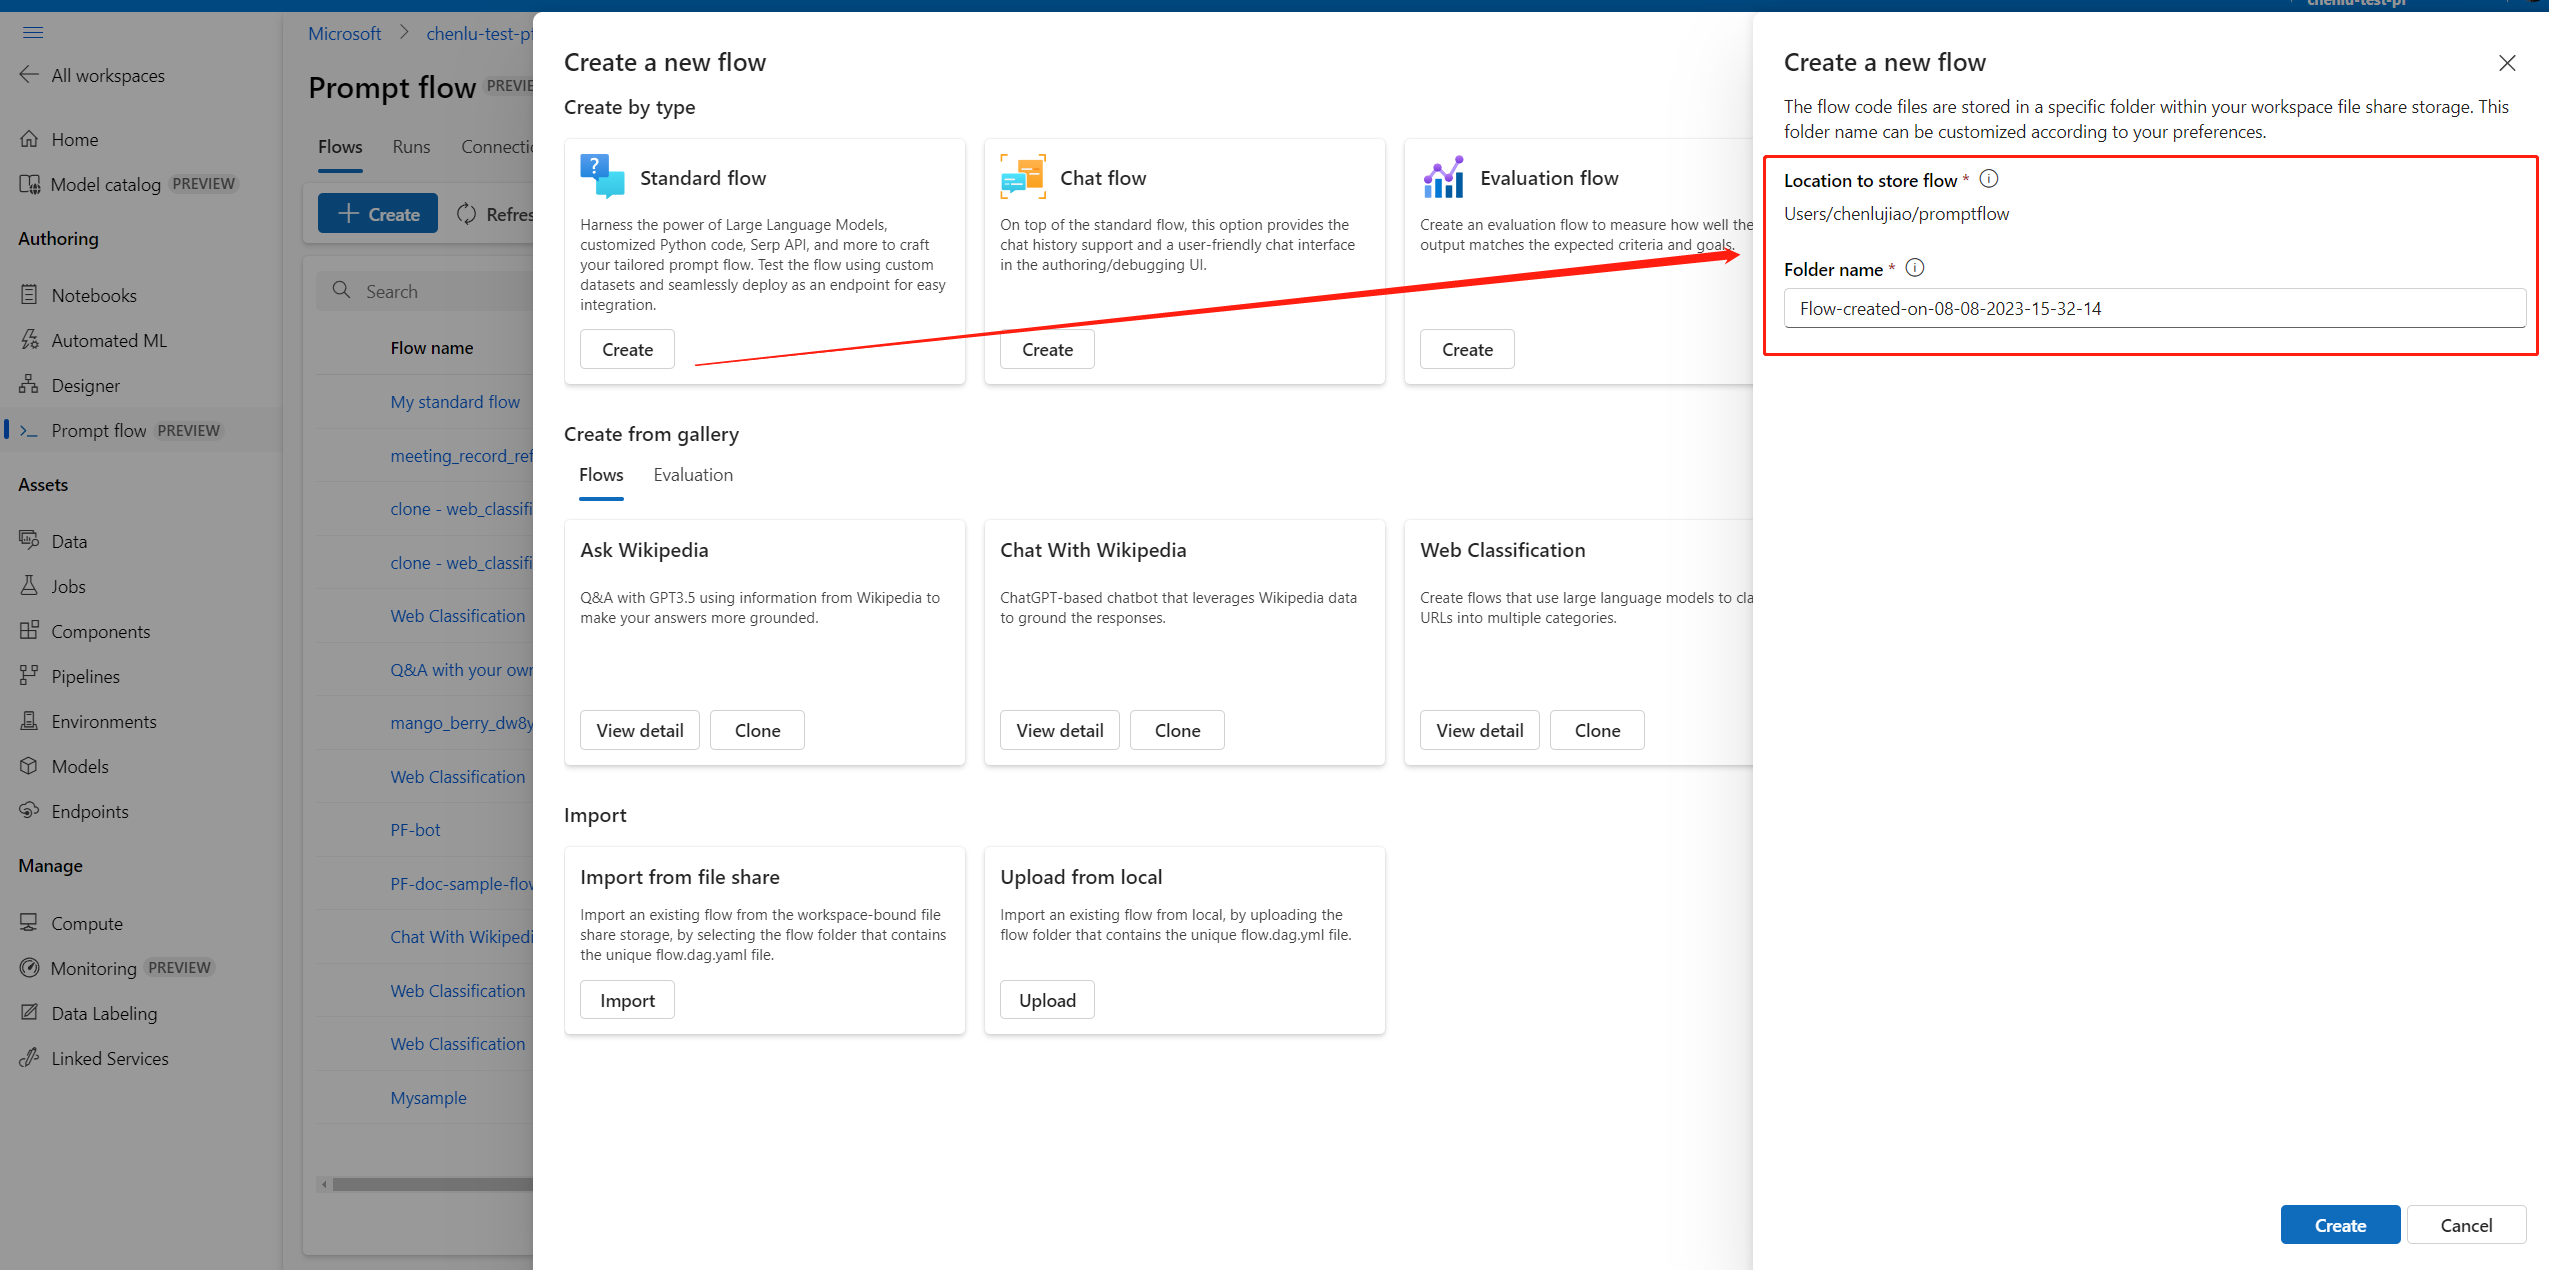 chenlu-test-pf
All workspaces
Home
Model catalog PREVIEW
Authoring
Notebooks
Automated ML
Designer
Prompt flow PREVIEW
Assets
Data
Jobs
Components
Pipelines
Environments
Models
Endpoints
Manage
Compute
Monitoring PREVIEW
Data Labeling
Linked Services
Microsoft > chenlu-test-pf
Prompt flow PREVIE
Flows Runs Connectio
+ Create Refres
Search
Flow name
My standard flow
meeting_record_ref
clone - web_classifi
clone - web_classifi
Web Classification
Q&A with your own
mango_berry_dw8y
Web Classification
PF-bot
PF-doc-sample-flow
Chat With Wikipedi
Web Classification
Web Classification
Mysample
Create a new flow
Create by type
Standard flow
Harness the power of Large Language Models,
customized Python code, Serp API, and more to craft
your tailored prompt flow. Test the flow using custom
datasets and seamlessly deploy as an endpoint for easy
integration.
Create
Chat flow
On top of the standard flow, this option provides the
chat history support and a user-friendly chat interface
in the authoring/debugging UI.
Create
Evaluation flow
Create an evaluation flow to measure how well the
output matches the expected criteria and goals.
Create
Create from gallery
Flows Evaluation
Ask Wikipedia
Q&A with GPT3.5 using information from Wikipedia to
make your answers more grounded.
View detail Clone
Chat With Wikipedia
ChatGPT-based chatbot that leverages Wikipedia data
to ground the responses.
View detail Clone
Web Classification
Create flows that use large language models to cla
URLs into multiple categories.
View detail Clone
Import
Import from file share
Import an existing flow from the workspace-bound file
share storage, by selecting the flow folder that contains
the unique flow.dag.yaml file.
Import
Upload from local
Import an existing flow from local, by uploading the
flow folder that contains the unique flow.dag.yml file.
Upload
Create a new flow
The flow code files are stored in a specific folder within your workspace file share storage. This
folder name can be customized according to your preferences.
Location to store flow *
Users/chenlujiao/promptflow
Folder name *
Flow-created-on-08-08-2023-15-32-14
Create Cancel